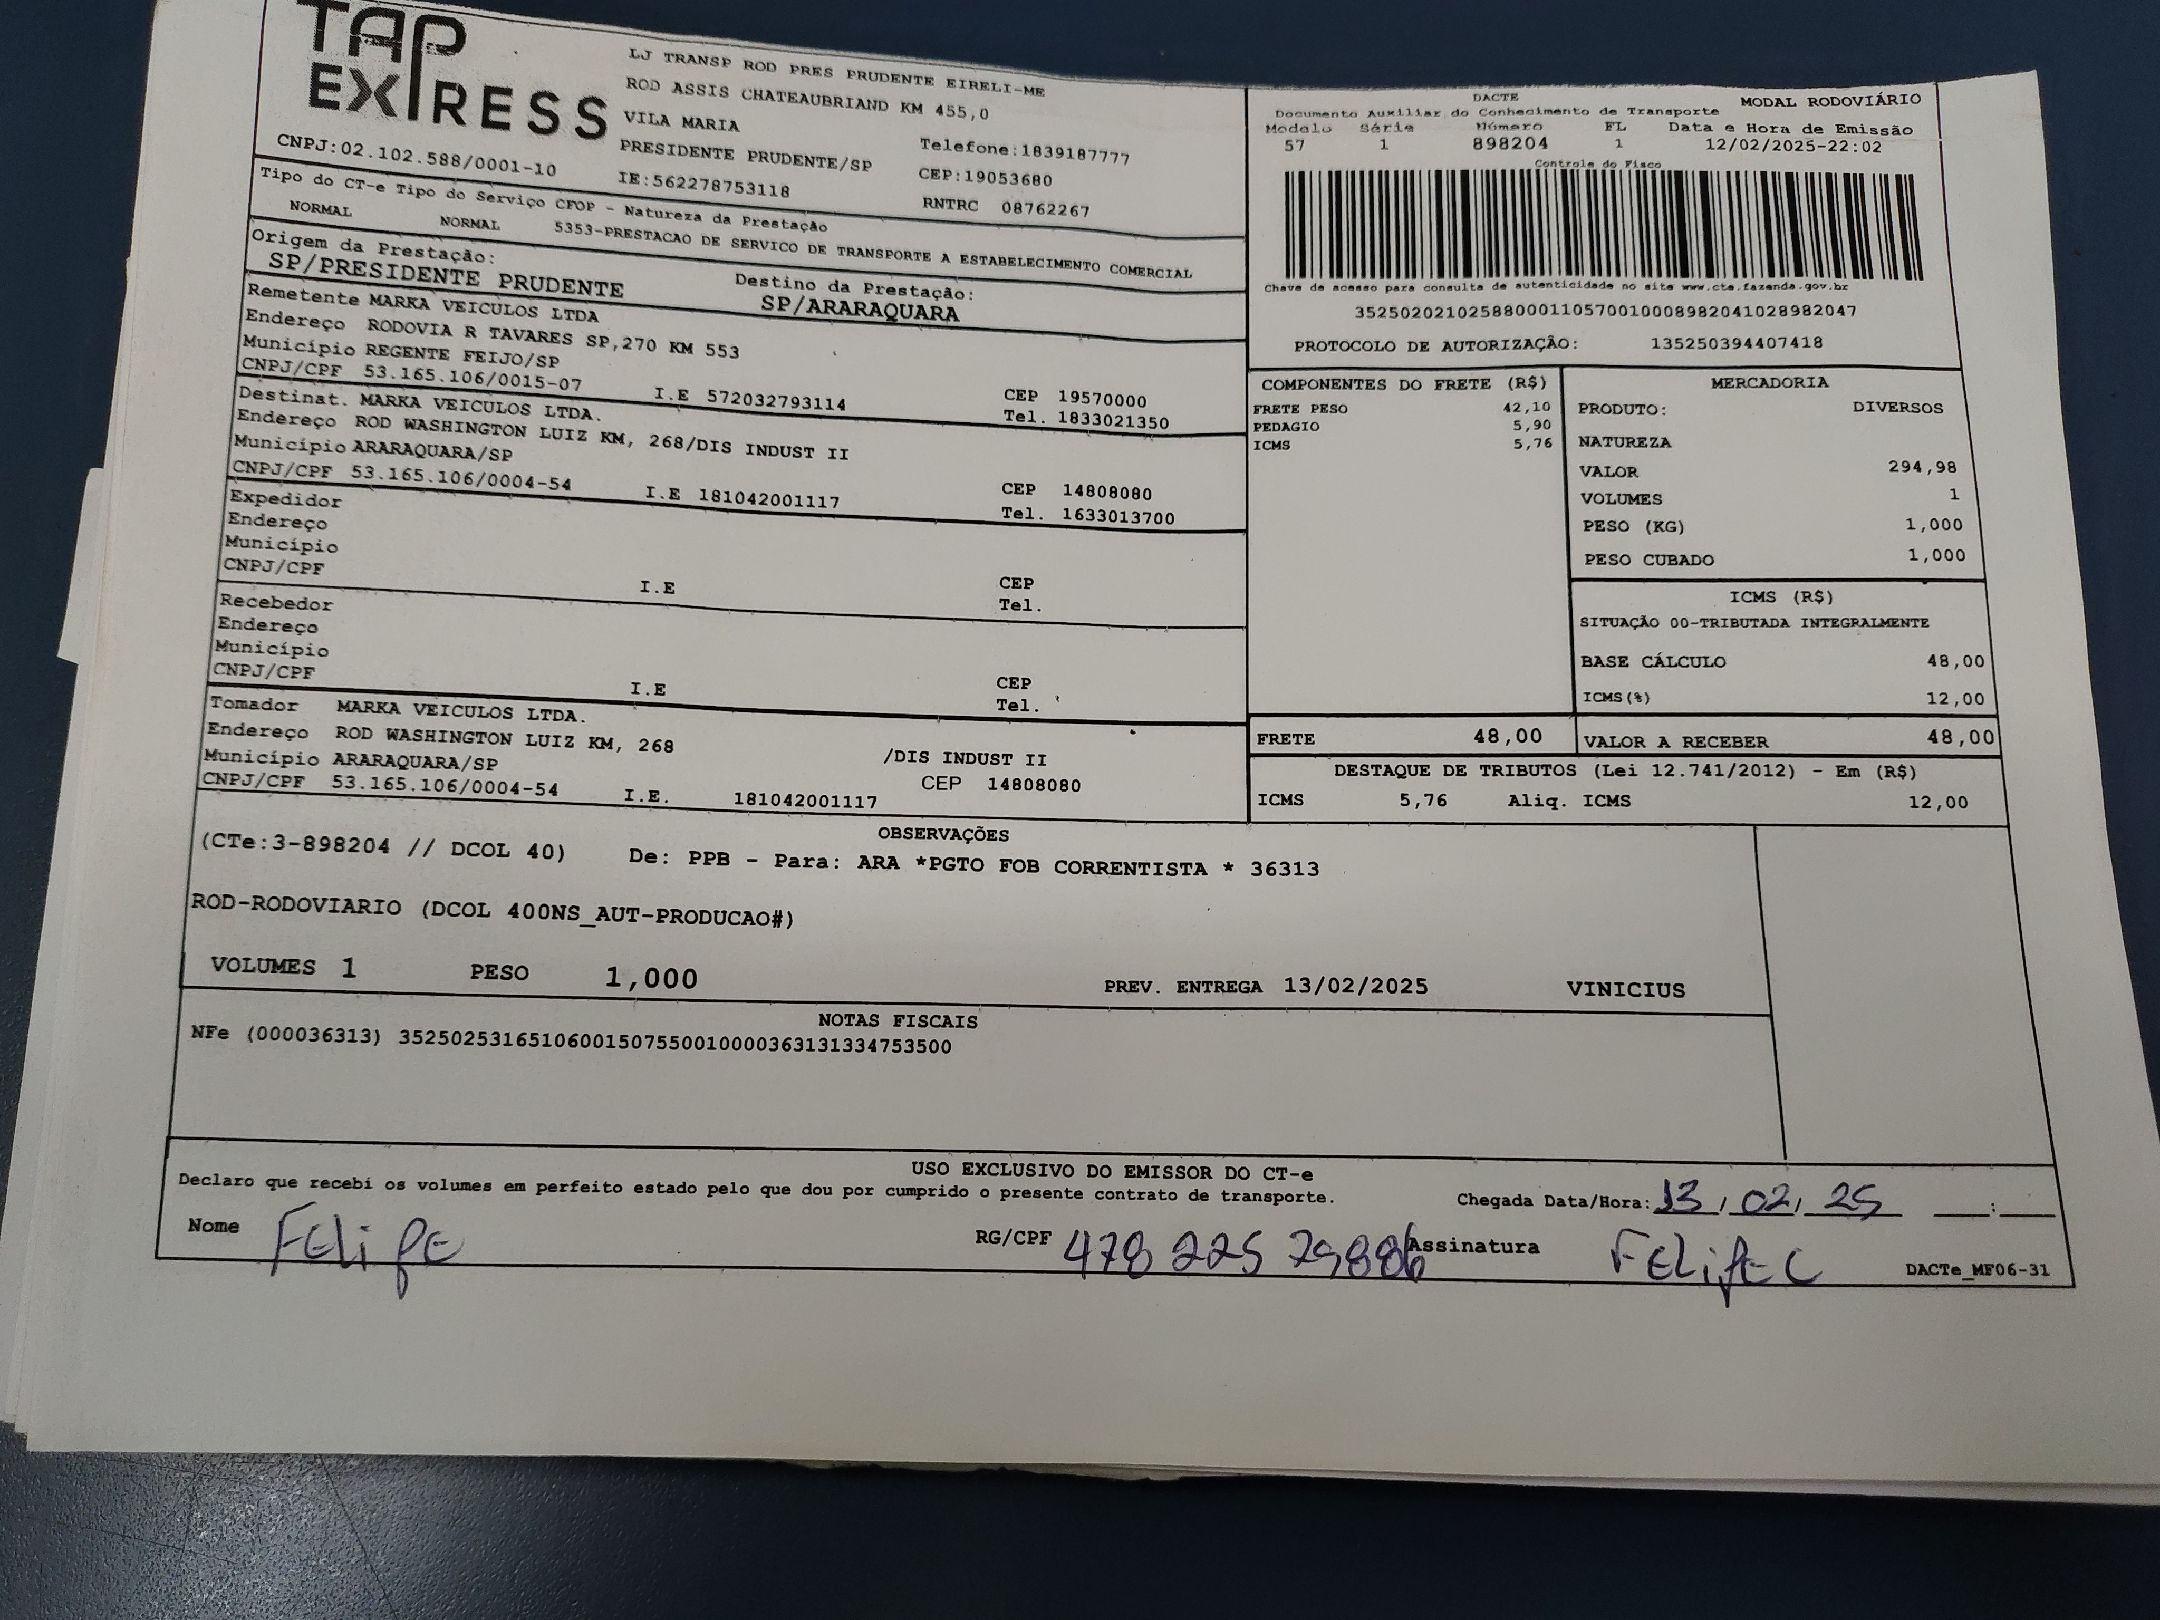 TAP EXPRESS
CNPJ:02.102.588/0001-10
LJ TRANSP ROD PRES PRUDENTE EIRELI-ME
ROD ASSIS CHATEAUBRIAND KM 455,0
VILA MARIA
PRESIDENTE PRUDENTE/SP
IE:562278753118
Telefone:1839187777
CEP:19053680
RNTRC 08762267
DACTE MODAL RODOVIÁRIO
Documento Auxiliar do Conhecimento de Transporte
Modelo Série Número FL Data e Hora de Emissão
57 1 898204 1 12/02/2025-22:02
Controle do Fisco
Chave de acesso para consulta de autenticidade no site www.cte.fazenda.gov.br
35250202102588000110570010008982041028982047
PROTOCOLO DE AUTORIZAÇÃO: 135250394407418
Tipo do CT-e Tipo do Serviço CFOP - Natureza da Prestação
NORMAL NORMAL 5353-PRESTACAO DE SERVICO DE TRANSPORTE A ESTABELECIMENTO COMERCIAL
Origem da Prestação: Destino da Prestação:
SP/PRESIDENTE PRUDENTE SP/ARARAQUARA
Remetente MARKA VEICULOS LTDA
Endereço RODOVIA R TAVARES SP,270 KM 553
Município REGENTE FEIJO/SP CEP 19570000
CNPJ/CPF 53.165.106/0015-07 I.E 572032793114 Tel. 1833021350
Destinat. MARKA VEICULOS LTDA.
Endereço ROD WASHINGTON LUIZ KM, 268/DIS INDUST II
Município ARARAQUARA/SP CEP 14808080
CNPJ/CPF 53.165.106/0004-54 I.E 181042001117 Tel. 1633013700
Expedidor
Endereço
Município CEP
CNPJ/CPF I.E Tel.
Recebedor
Endereço
Município CEP
CNPJ/CPF I.E Tel.
Tomador MARKA VEICULOS LTDA.
Endereço ROD WASHINGTON LUIZ KM, 268 /DIS INDUST II
Município ARARAQUARA/SP CEP 14808080
CNPJ/CPF 53.165.106/0004-54 I.E. 181042001117
COMPONENTES DO FRETE (R$)
FRETE PESO 42,10
PEDAGIO 5,90
ICMS 5,76
MERCADORIA
PRODUTO: DIVERSOS
NATUREZA
VALOR 294,98
VOLUMES 1
PESO (KG) 1,000
PESO CUBADO 1,000
ICMS (R$)
SITUAÇÃO 00-TRIBUTADA INTEGRALMENTE
BASE CÁLCULO 48,00
ICMS(%) 12,00
FRETE 48,00 VALOR A RECEBER 48,00
DESTAQUE DE TRIBUTOS (Lei 12.741/2012) - Em (R$)
ICMS 5,76 Aliq. ICMS 12,00
OBSERVAÇÕES
(CTe:3-898204 // DCOL 40) De: PPB - Para: ARA *PGTO FOB CORRENTISTA * 36313
ROD-RODOVIARIO (DCOL 400NS_AUT-PRODUCAO#)
VOLUMES 1 PESO 1,000 PREV. ENTREGA 13/02/2025 VINICIUS
NOTAS FISCAIS
NFe (000036313) 35250253165106001507550010000363131334753500
USO EXCLUSIVO DO EMISSOR DO CT-e
Declaro que recebi os volumes em perfeito estado pelo que dou por cumprido o presente contrato de transporte. Chegada Data/Hora: 13/02/25 :
Nome FELIPE RG/CPF 478 225 79886 Assinatura FELIPE C
DACTe_MF06-31